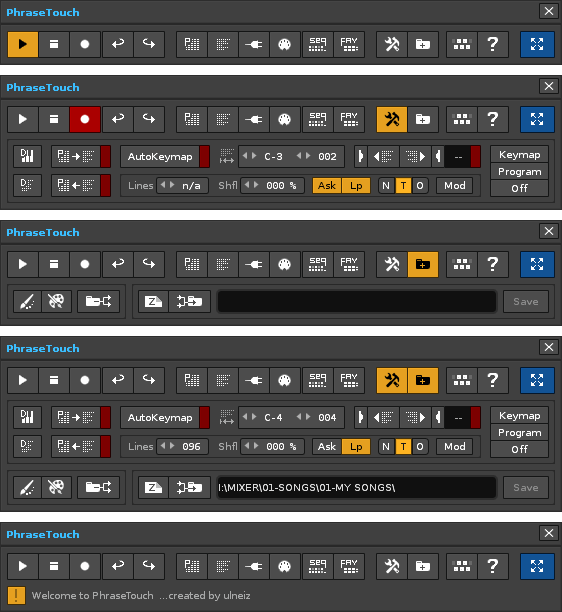 PhraseTouch
SEQ FAV ?
PhraseTouch
SEQ FAV ?
AutoKeymap C-3 002 -- Keymap
Program
Lines n/a Shfl 000 % Ask Lp N T O Mod Off
PhraseTouch
SEQ FAV ?
Save
PhraseTouch
SEQ FAV ?
AutoKeymap C-4 004 -- Keymap
Program
Lines 096 Shfl 000 % Ask Lp N T O Mod Off
I:\MIXER\01-SONGS\01-MY SONGS\ Save
PhraseTouch
SEQ FAV ?
! Welcome to PhraseTouch ...created by ulneiz